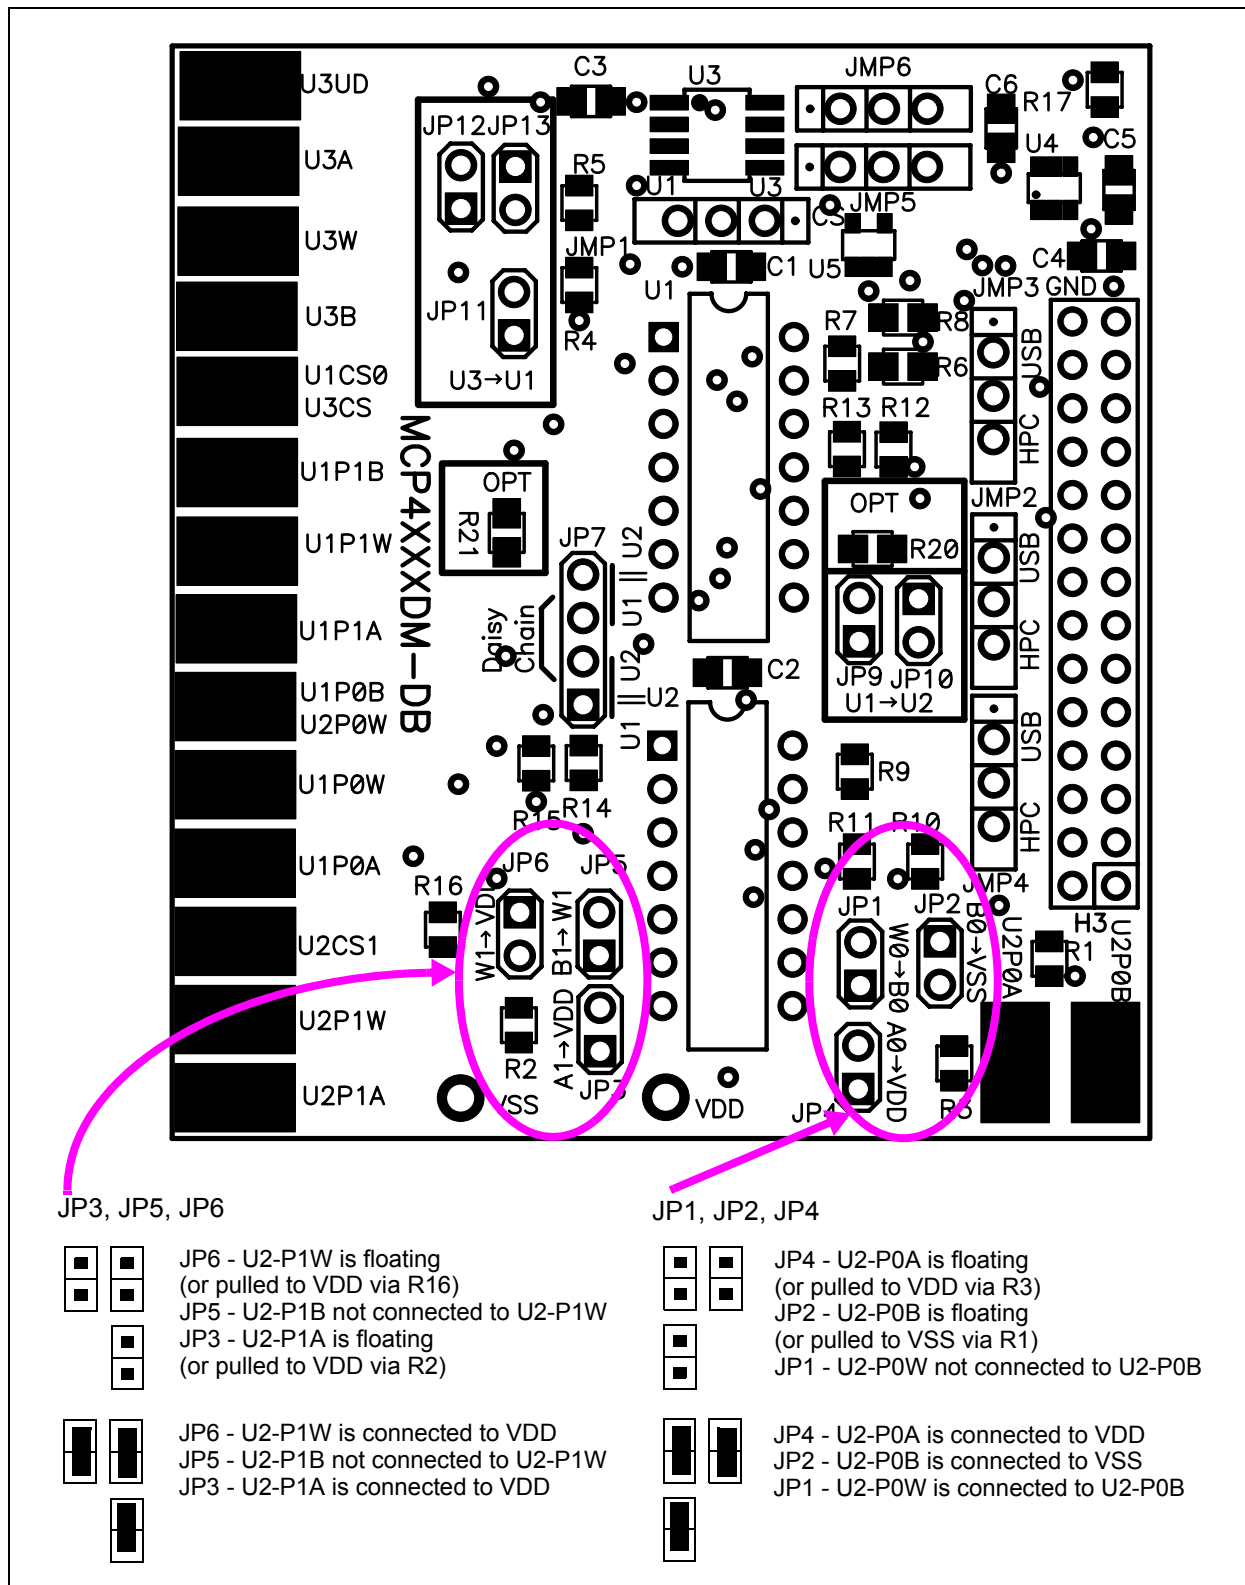 U3UD
C3
U3
JMP6
C6
R17
JP12
JP13
U3A
R5
U4
C5
U1
U3
JMP5
CS
U3W
JMP1
C1
U5
C4
U1
JMP3
GND
JP11
U3B
R4
R7
R8
USB
U3→U1
R6
U1CS0
U3CS
R13
R12
HPC
MCP4XXXDM-DB
U1P1B
OPT
OPT
JMP2
R21
JP7
U2
U1P1W
R20
USB
U1
Daisy
Chain
U1P1A
U2
HPC
C2
JP9
JP10
U1P0B
U2P0W
U1
U2
U1→U2
USB
U1P0W
R9
R15
R14
R11
R10
HPC
U1P0A
JP6
JP5
R16
JMP4
JP1
JP2
H3
U2CS1
W1→VDD
B1→W1
W0→B0
B0→VSS
U2P0A
R1
U2P0B
U2P1W
R2
A1→VDD
A0→VDD
U2P1A
JP3
VSS
VDD
JP4
R3
JP3, JP5, JP6
JP6 - U2-P1W is floating
(or pulled to VDD via R16)
JP5 - U2-P1B not connected to U2-P1W
JP3 - U2-P1A is floating
(or pulled to VDD via R2)
JP6 - U2-P1W is connected to VDD
JP5 - U2-P1B not connected to U2-P1W
JP3 - U2-P1A is connected to VDD
JP1, JP2, JP4
JP4 - U2-P0A is floating
(or pulled to VDD via R3)
JP2 - U2-P0B is floating
(or pulled to VSS via R1)
JP1 - U2-P0W not connected to U2-P0B
JP4 - U2-P0A is connected to VDD
JP2 - U2-P0B is connected to VSS
JP1 - U2-P0W is connected to U2-P0B